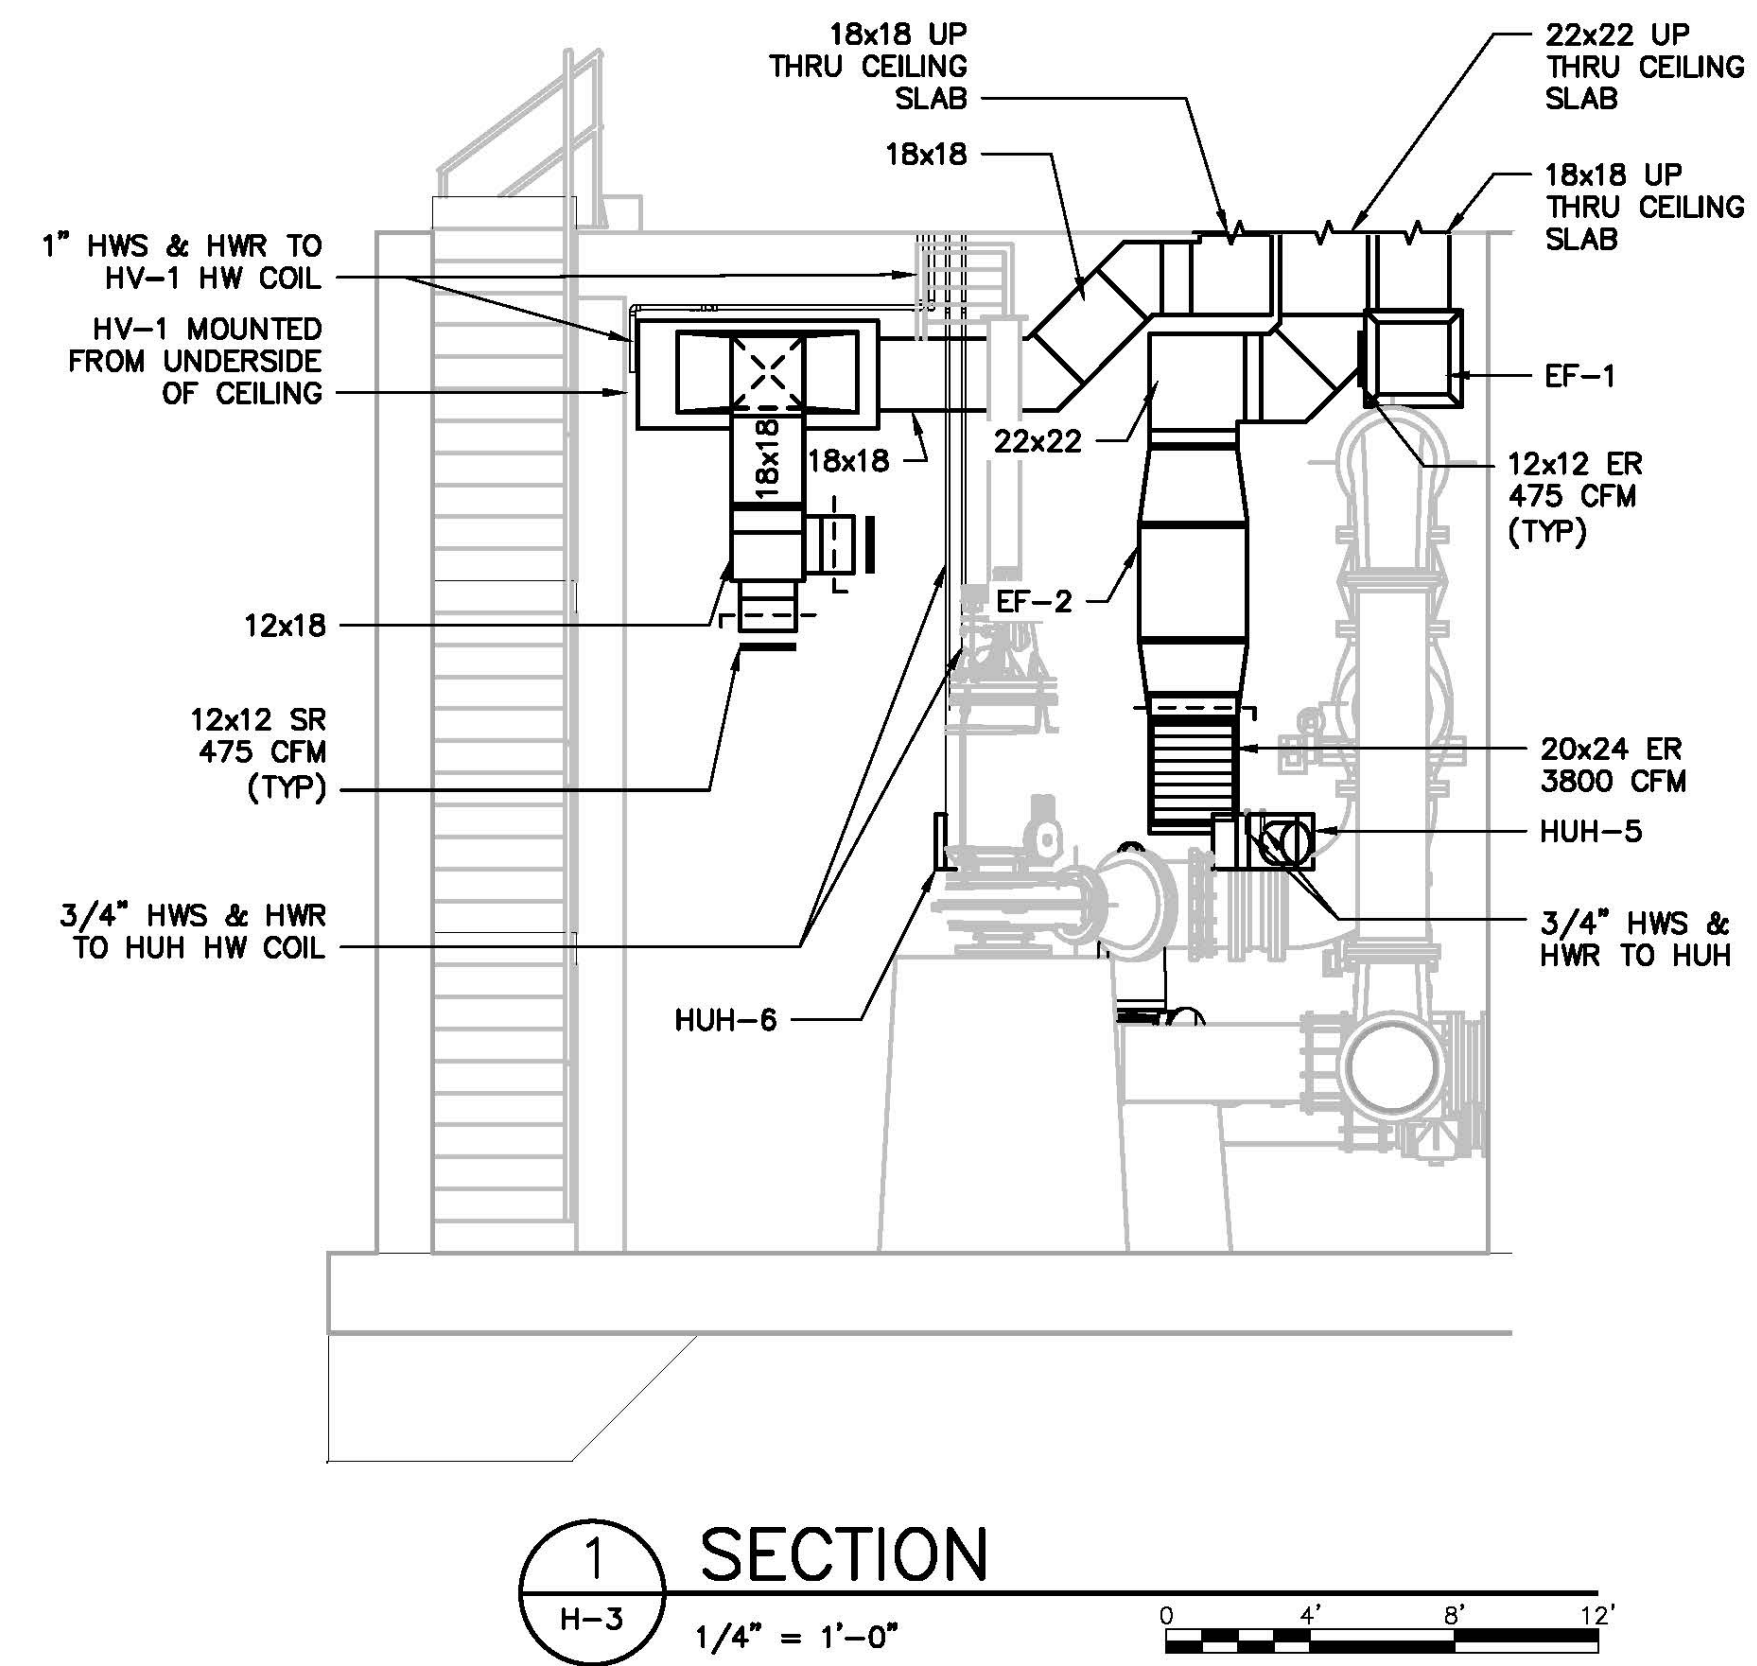 18x18 UP
THRU CEILING
SLAB
22x22 UP
THRU CEILING
SLAB
18x18
18x18 UP
THRU CEILING
SLAB
1" HWS & HWR TO
HV-1 HW COIL
HV-1 MOUNTED
FROM UNDERSIDE
OF CEILING
EF-1
18x18
18x18
22x22
12x12 ER
475 CFM
(TYP)
EF-2
12x18
12x12 SR
475 CFM
(TYP)
20x24 ER
3800 CFM
HUH-5
3/4" HWS & HWR
TO HUH HW COIL
3/4" HWS &
HWR TO HUH
HUH-6
1
H-3
SECTION
1/4" = 1'-0"
0 4' 8' 12'